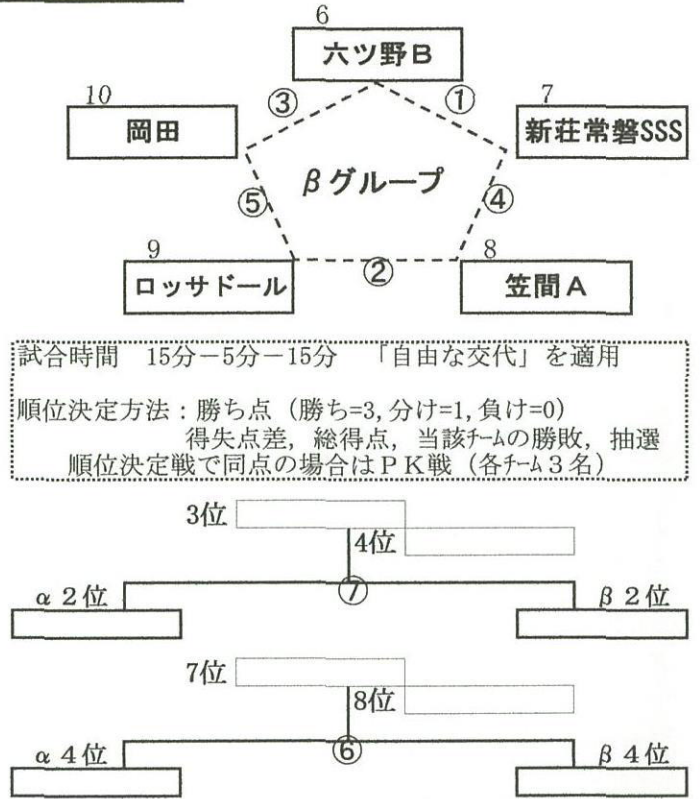 6
六ツ野B
10
③
①
7
岡田
新荘常磐SSS
βグループ
⑤
④
9
②
8
ロッサドール
笠間A
試合時間 15分-5分-15分 「自由な交代」を適用
順位決定方法：勝ち点（勝ち=3, 分け=1, 負け=0）
得失点差, 総得点, 当該チームの勝敗, 抽選
順位決定戦で同点の場合はPK戦（各チーム3名）
3位
4位
⑦
α2位
β2位
7位
8位
⑥
α4位
β4位